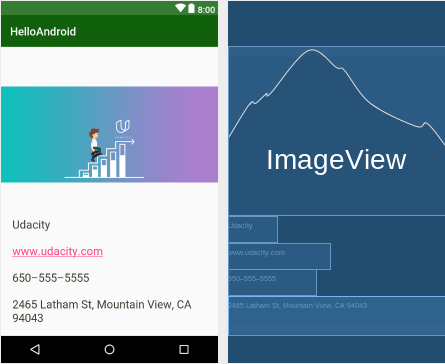 8:00
HelloAndroid
Udacity
www.udacity.com
650–555–5555
2465 Latham St, Mountain View, CA
94043
ImageView
Udacity
www.udacity.com
650–555–5555
2465 Latham St, Mountain View, CA 94043